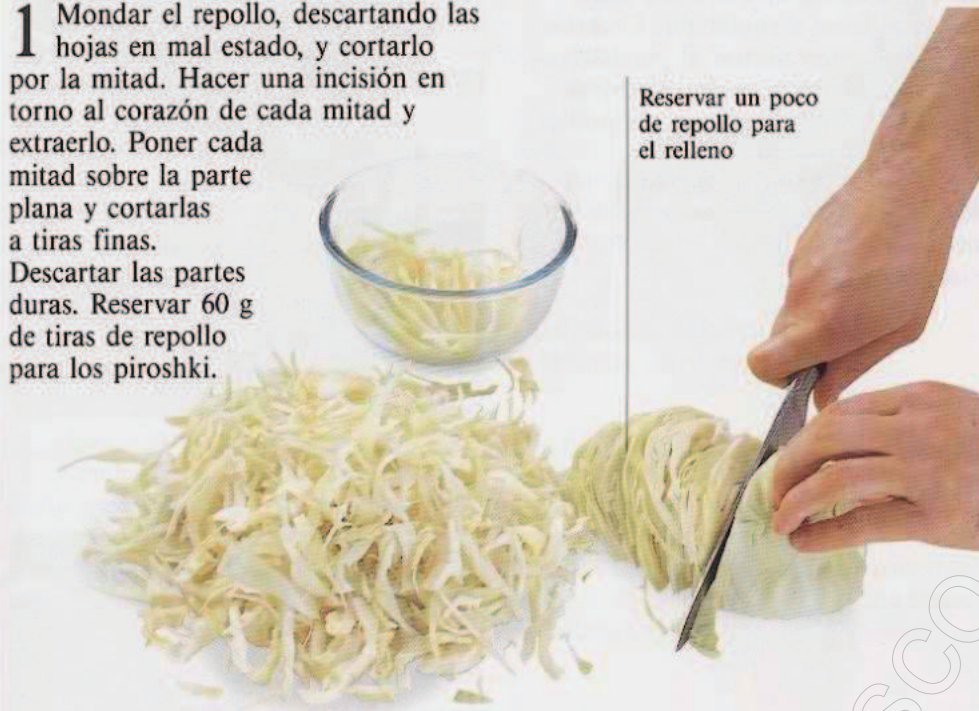 1 Mondar el repollo, descartando las
hojas en mal estado, y cortarlo
por la mitad. Hacer una incisión en
torno al corazón de cada mitad y
extraerlo. Poner cada
mitad sobre la parte
plana y cortarlas
a tiras finas.
Descartar las partes
duras. Reservar 60 g
de tiras de repollo
para los piroshki.
Reservar un poco
de repollo para
el relleno
SCO